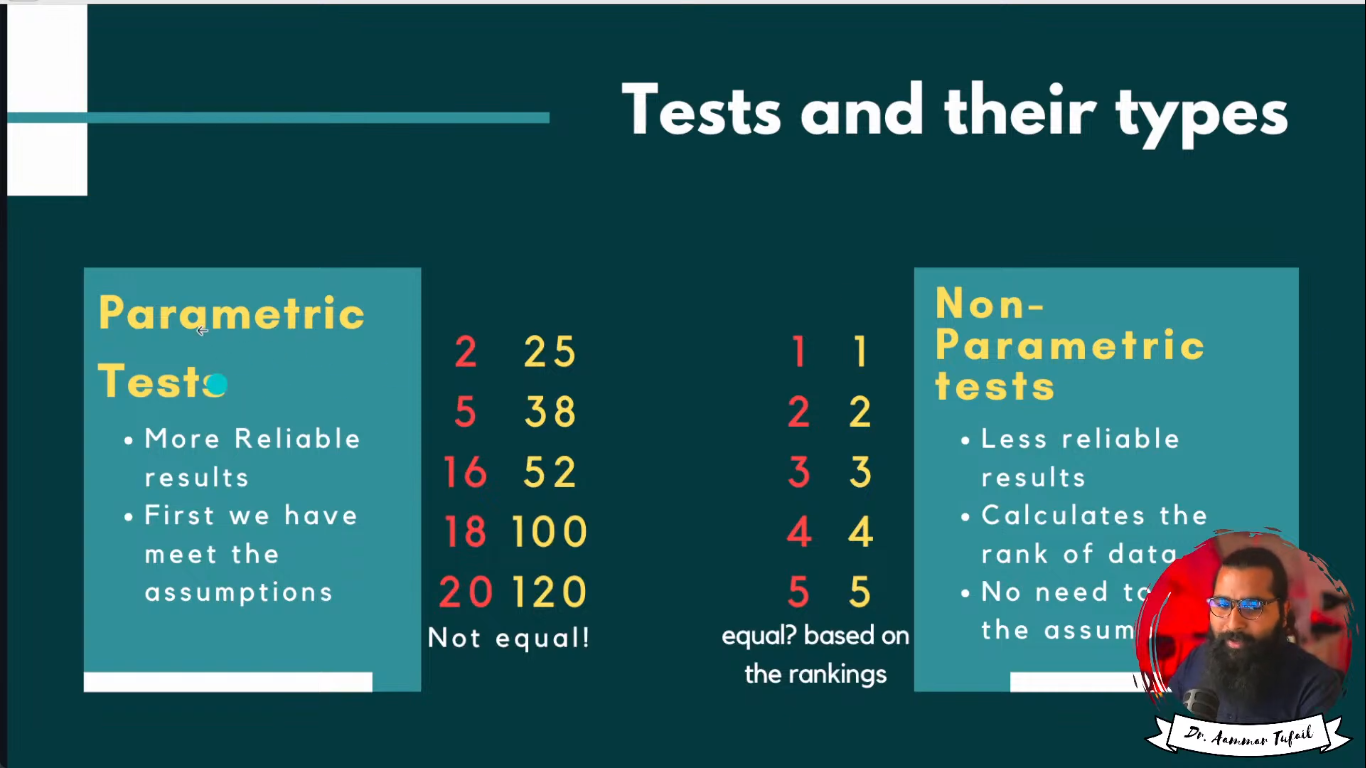 Tests and their types
Parametric
Tests
• More Reliable
results
• First we have
meet the
assumptions
2 25
5 38
16 52
18 100
20 120
Not equal!
1 1
2 2
3 3
4 4
5 5
equal? based on
the rankings
Non-
Parametric
tests
• Less reliable
results
• Calculates the
rank of data
• No need to
the
Dr. Aammar Tufail